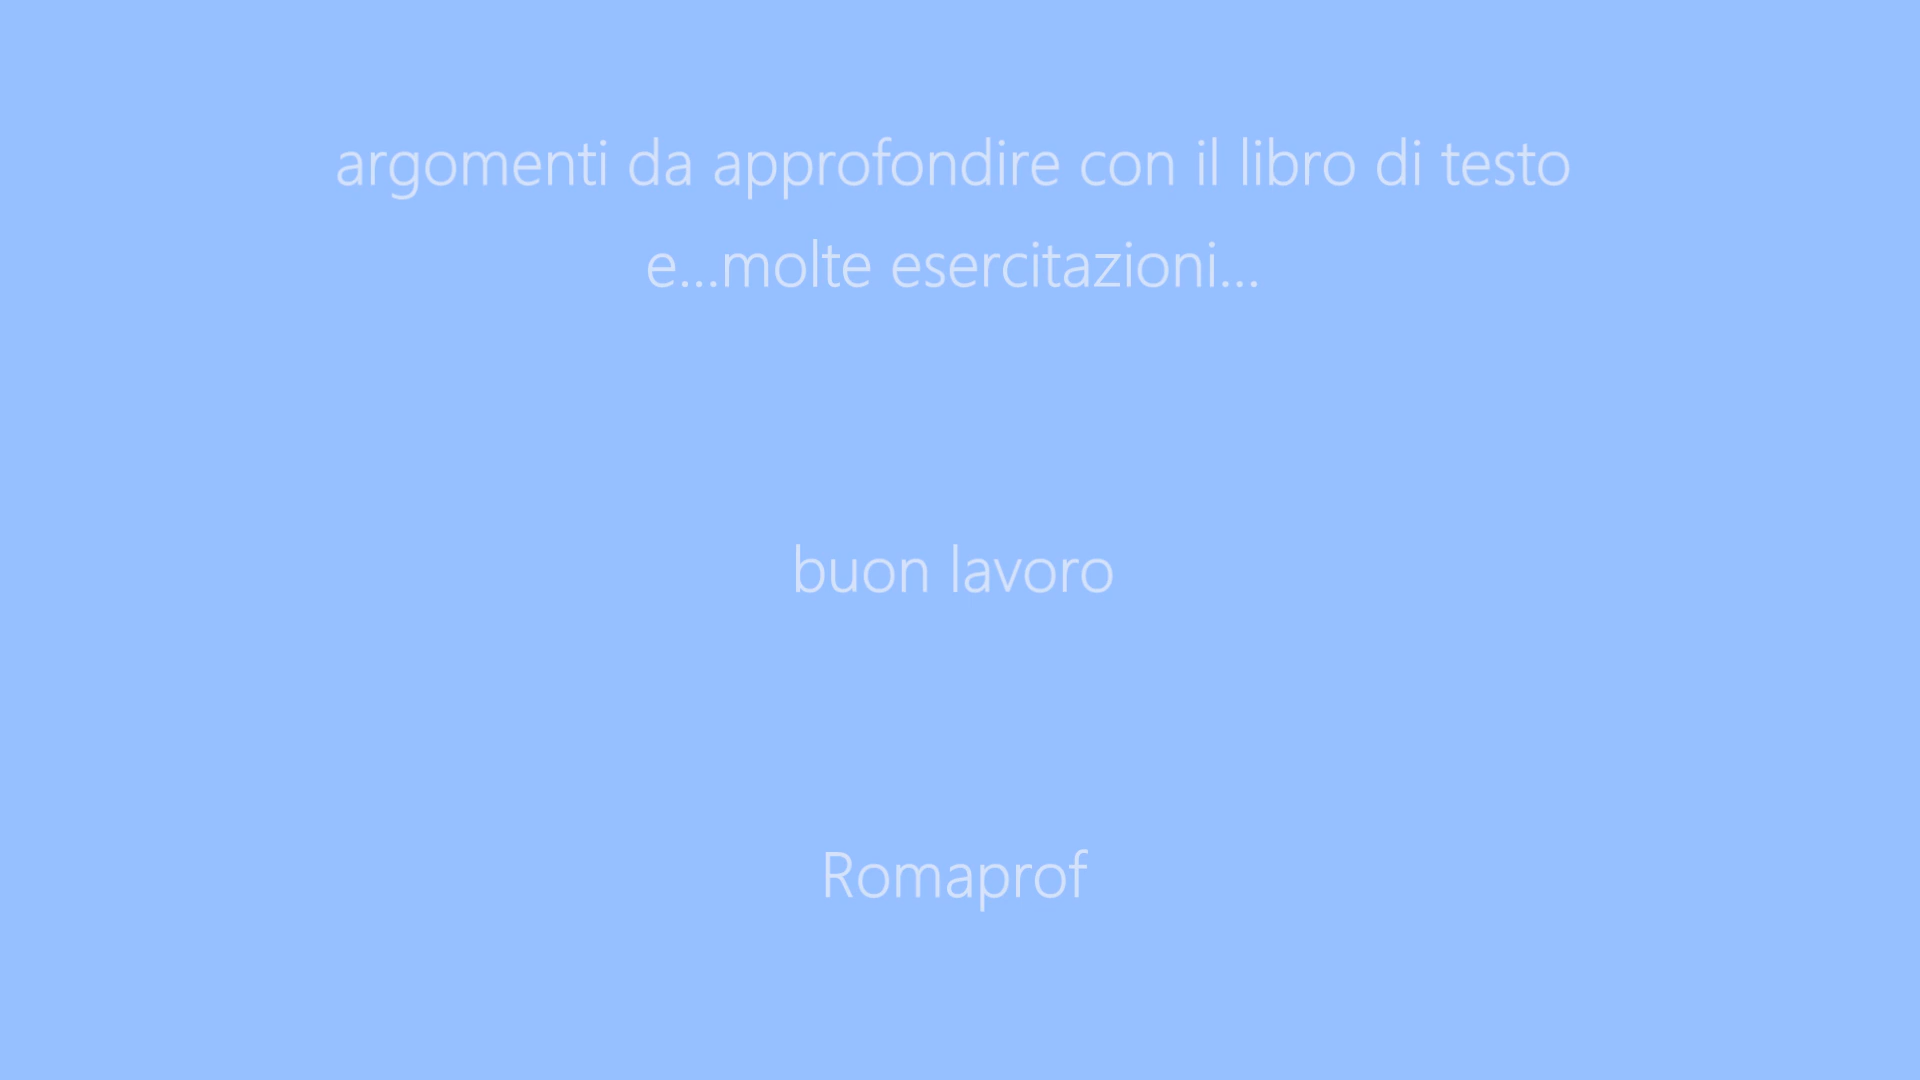 argomenti da approfondire con il libro di testo
e...molte esercitazioni...
buon lavoro
Romaprof